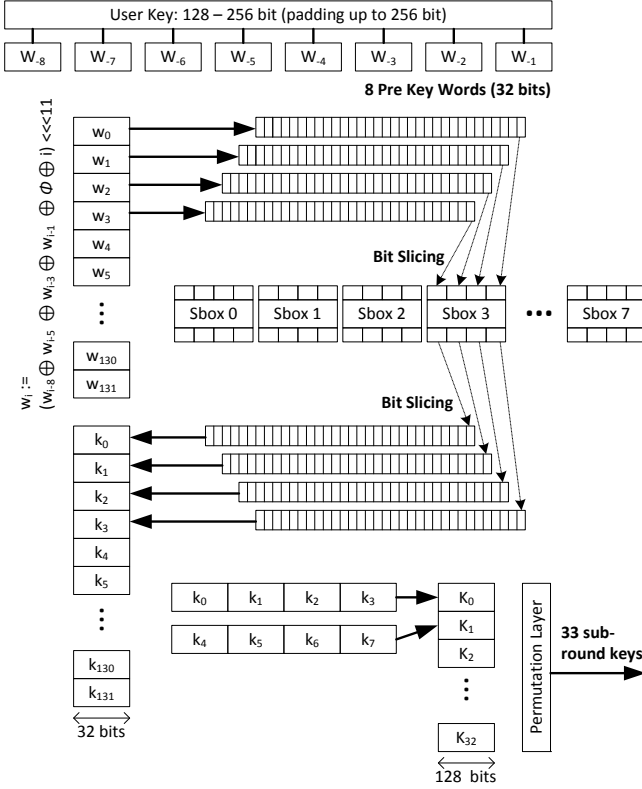 User Key: 128 – 256 bit (padding up to 256 bit)
W-8 W-7 W-6 W-5 W-4 W-3 W-2 W-1
8 Pre Key Words (32 bits)
wi :=
(wi-8 ⊕ wi-5 ⊕ wi-3 ⊕ wi-1 ⊕ Φ ⊕ i) <<<11
w0
w1
w2
w3
w4
w5
...
w130
w131
Bit Slicing
Sbox 0 Sbox 1 Sbox 2 Sbox 3 ... Sbox 7
Bit Slicing
k0
k1
k2
k3
k4
k5
...
k130
k131
32 bits
k0 k1 k2 k3
k4 k5 k6 k7
K0
K1
K2
...
K32
128 bits
Permutation Layer
33 sub-
round keys